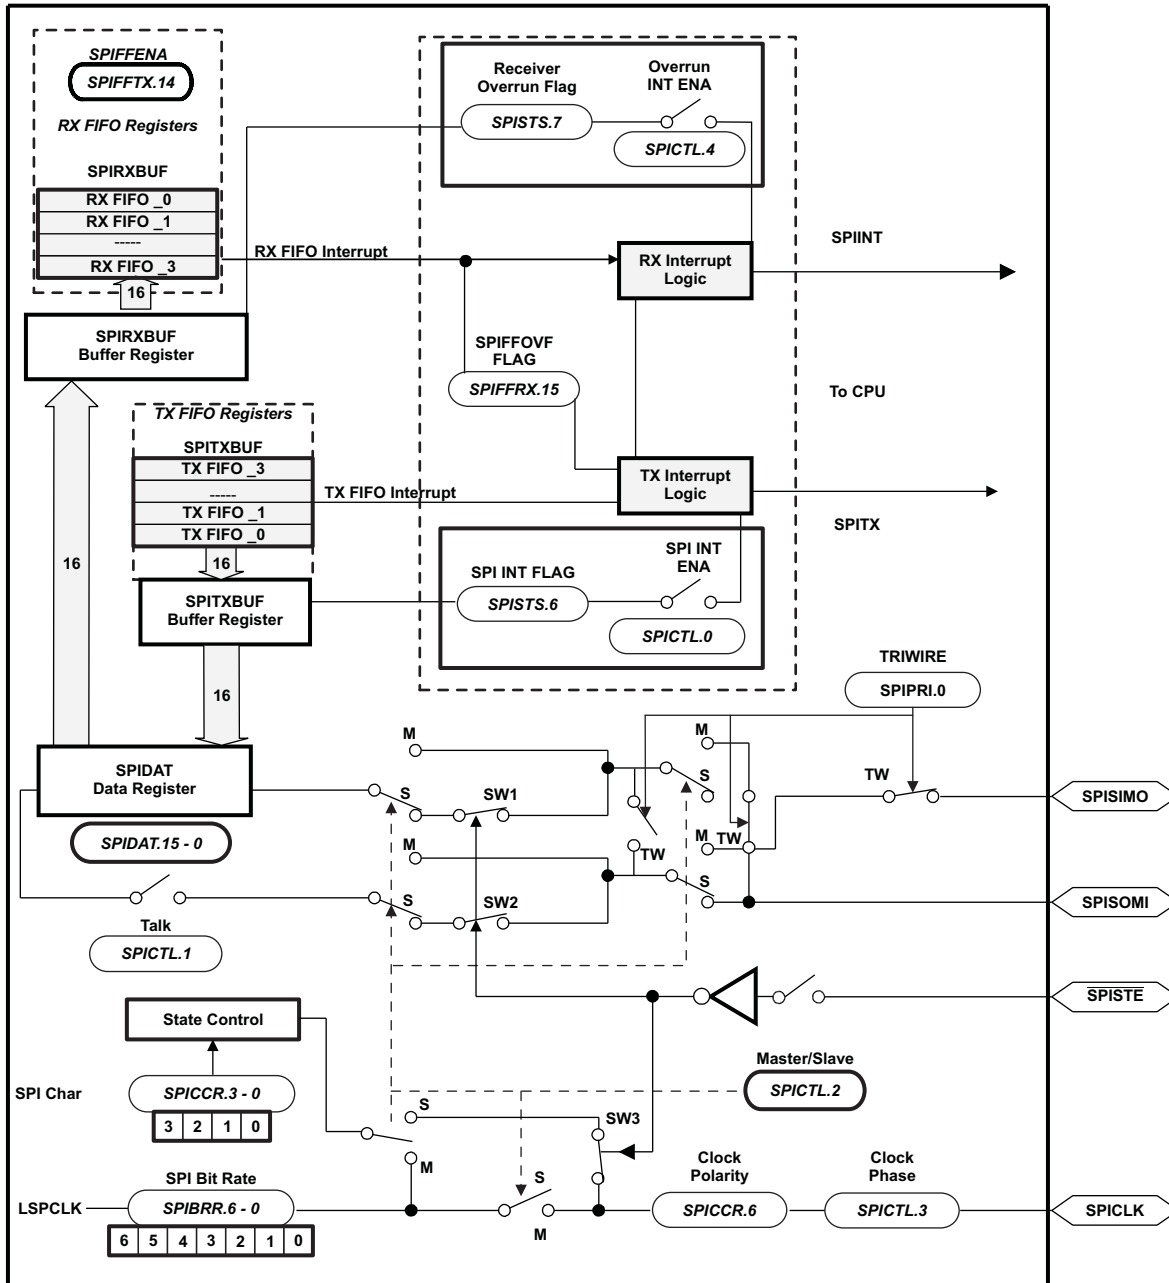 SPIFFENA
SPIFFTX.14
RX FIFO Registers
SPIRXBUF
RX FIFO _0
RX FIFO _1
-----
RX FIFO _3
16
SPIRXBUF
Buffer Register
RX FIFO Interrupt
Receiver
Overrun Flag
SPISTS.7
Overrun
INT ENA
SPICTL.4
RX Interrupt
Logic
SPIINT
SPIFFOVF
FLAG
SPIFFRX.15
To CPU
TX FIFO Registers
SPITXBUF
TX FIFO _3
-----
TX FIFO _1
TX FIFO _0
16
TX FIFO Interrupt
TX Interrupt
Logic
SPITX
16
SPITXBUF
Buffer Register
SPI INT FLAG
SPISTS.6
SPI INT
ENA
SPICTL.0
16
TRIWIRE
SPIPRI.0
SPIDAT
Data Register
SPIDAT.15 - 0
M
S
SW1
M
S
TW
SPISIMO
M
S
SW2
TW
M
TW
S
SPISOMI
Talk
SPICTL.1
SPISTE
State Control
Master/Slave
SPICTL.2
SPI Char
SPICCR.3 - 0
3 2 1 0
S
SW3
M
SPI Bit Rate
LSPCLK
SPIBRR.6 - 0
6 5 4 3 2 1 0
S
M
Clock
Polarity
SPICCR.6
Clock
Phase
SPICTL.3
SPICLK